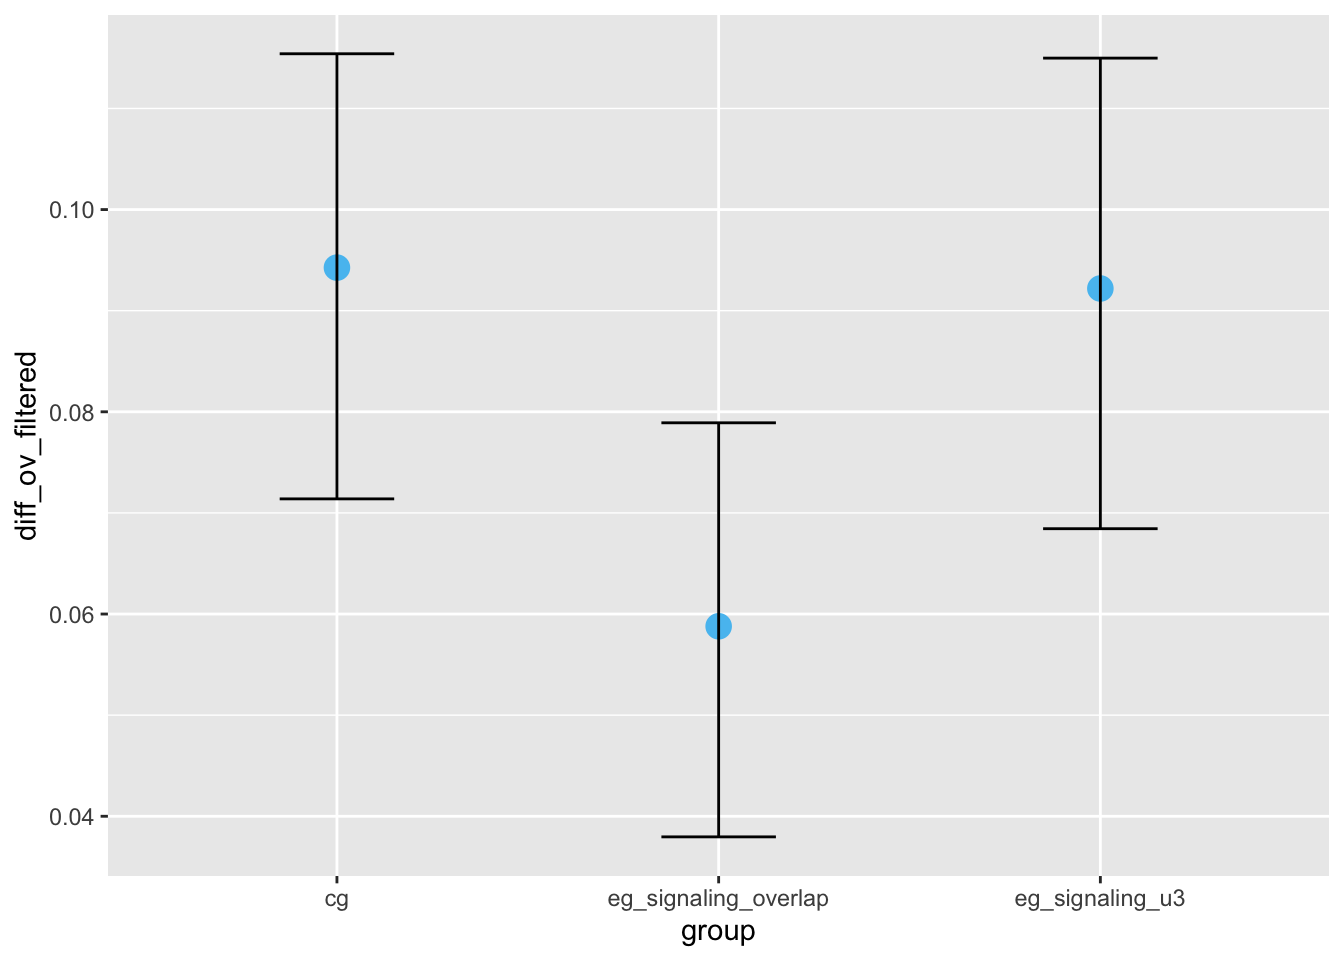 diff_ov_filtered
0.10
0.08
0.06
0.04
cg
eg_signaling_overlap
eg_signaling_u3
group